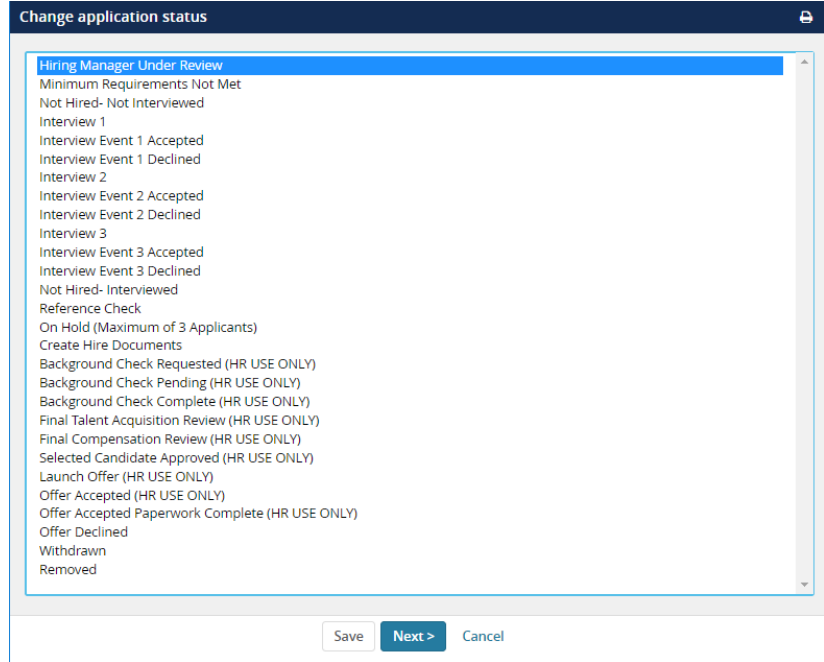 Change application status
Hiring Manager Under Review
Minimum Requirements Not Met
Not Hired- Not Interviewed
Interview 1
Interview Event 1 Accepted
Interview Event 1 Declined
Interview 2
Interview Event 2 Accepted
Interview Event 2 Declined
Interview 3
Interview Event 3 Accepted
Interview Event 3 Declined
Not Hired- Interviewed
Reference Check
On Hold (Maximum of 3 Applicants)
Create Hire Documents
Background Check Requested (HR USE ONLY)
Background Check Pending (HR USE ONLY)
Background Check Complete (HR USE ONLY)
Final Talent Acquisition Review (HR USE ONLY)
Final Compensation Review (HR USE ONLY)
Selected Candidate Approved (HR USE ONLY)
Launch Offer (HR USE ONLY)
Offer Accepted (HR USE ONLY)
Offer Accepted Paperwork Complete (HR USE ONLY)
Offer Declined
Withdrawn
Removed
Save Next > Cancel